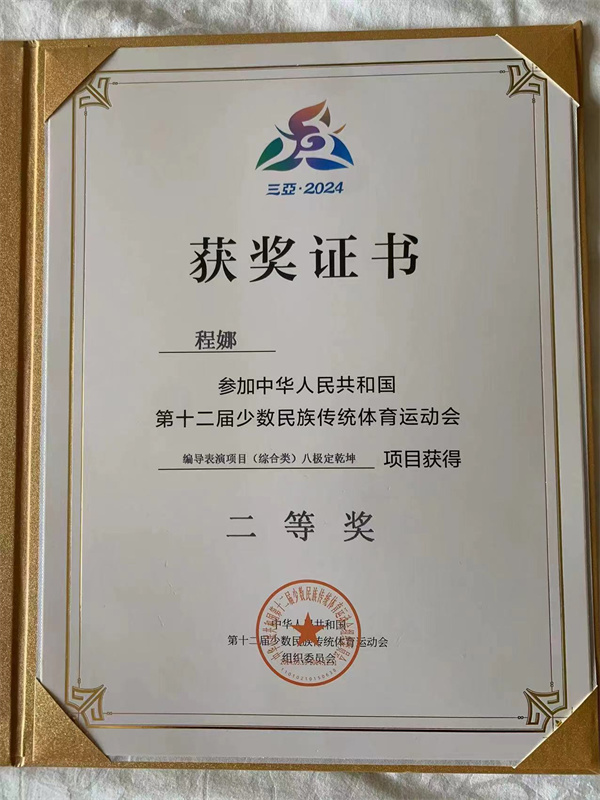 三亞·2024
获奖证书
程娜
参加中华人民共和国
第十二届少数民族传统体育运动会
编导表演项目（综合类）八极定乾坤 项目获得
二等奖
中华人民共和国
第十二届少数民族传统体育运动会
组织委员会